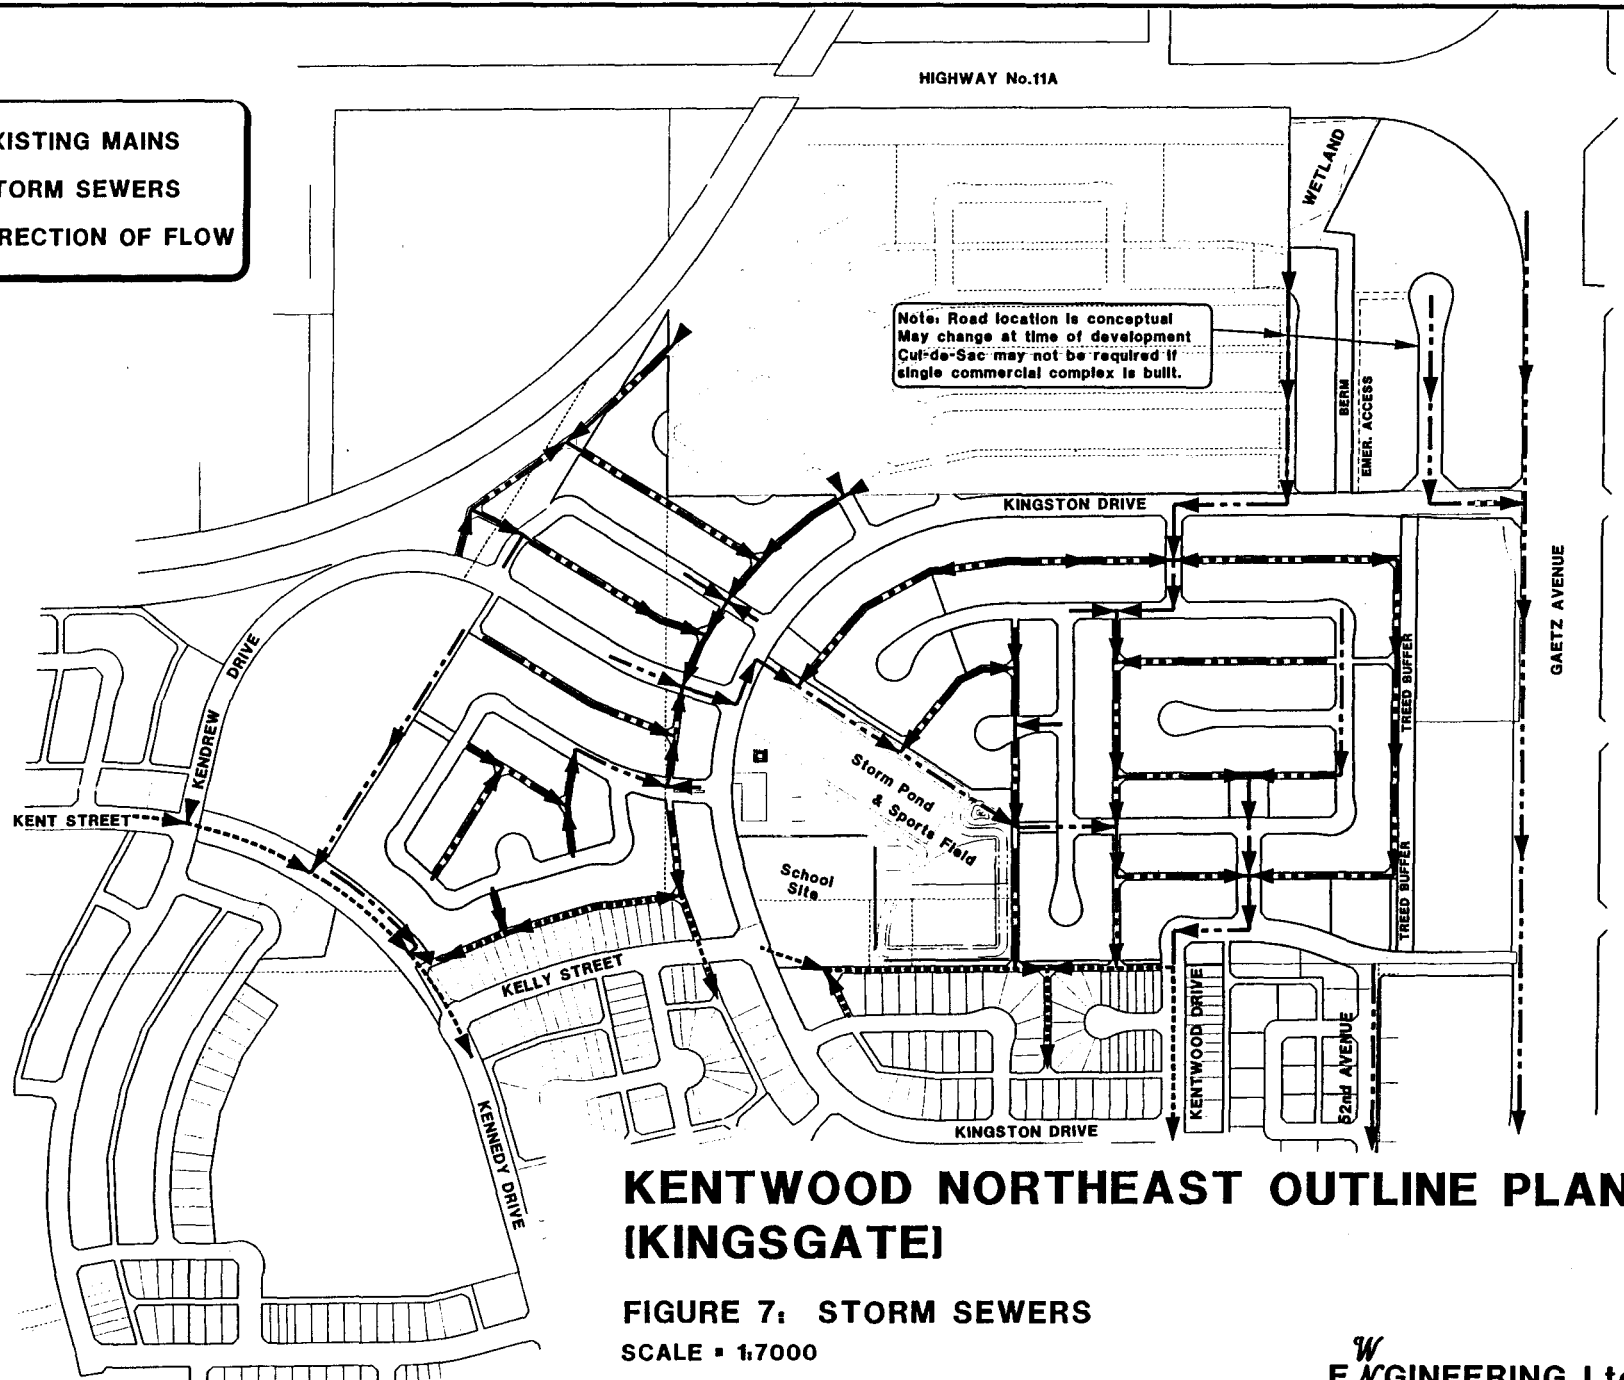 HIGHWAY No.11A
XISTING MAINS
TORM SEWERS
RECTION OF FLOW
WETLAND
Note: Road location is conceptual
May change at time of development
Cul-de-Sac may not be required if
single commercial complex is built.
BERM
EMER. ACCESS
KINGSTON DRIVE
GAETZ AVENUE
TREED BUFFER
KENDREW DRIVE
KENT STREET
Storm Pond
& Sports Field
School
Site
TREED BUFFER
KELLY STREET
KENTWOOD DRIVE
52nd AVENUE
KENNEDY DRIVE
KINGSTON DRIVE
KENTWOOD NORTHEAST OUTLINE PLAN
[KINGSGATE]
FIGURE 7: STORM SEWERS
SCALE = 1:7000
W
ENGINEERING Lt